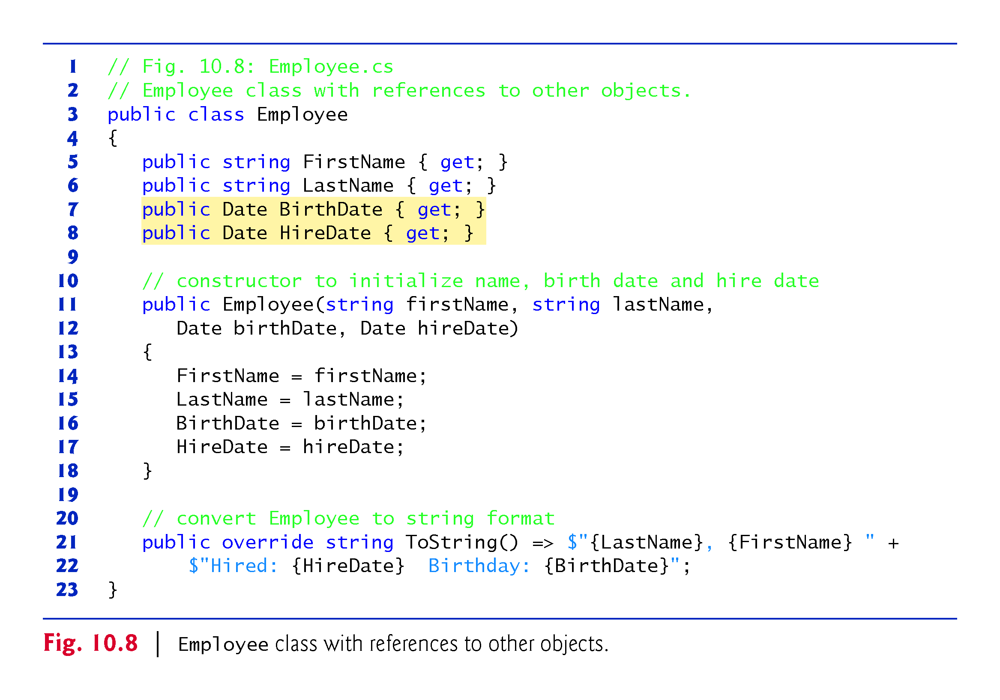 1 // Fig. 10.8: Employee.cs
2 // Employee class with references to other objects.
3 public class Employee
4 {
5    public string FirstName { get; }
6    public string LastName { get; }
7    public Date BirthDate { get; }
8    public Date HireDate { get; }
9
10    // constructor to initialize name, birth date and hire date
11    public Employee(string firstName, string lastName,
12       Date birthDate, Date hireDate)
13    {
14       FirstName = firstName;
15       LastName = lastName;
16       BirthDate = birthDate;
17       HireDate = hireDate;
18    }
19
20    // convert Employee to string format
21    public override string ToString() => $"{LastName}, {FirstName} " +
22        $"Hired: {HireDate}  Birthday: {BirthDate}";
23 }
Fig. 10.8 | Employee class with references to other objects.